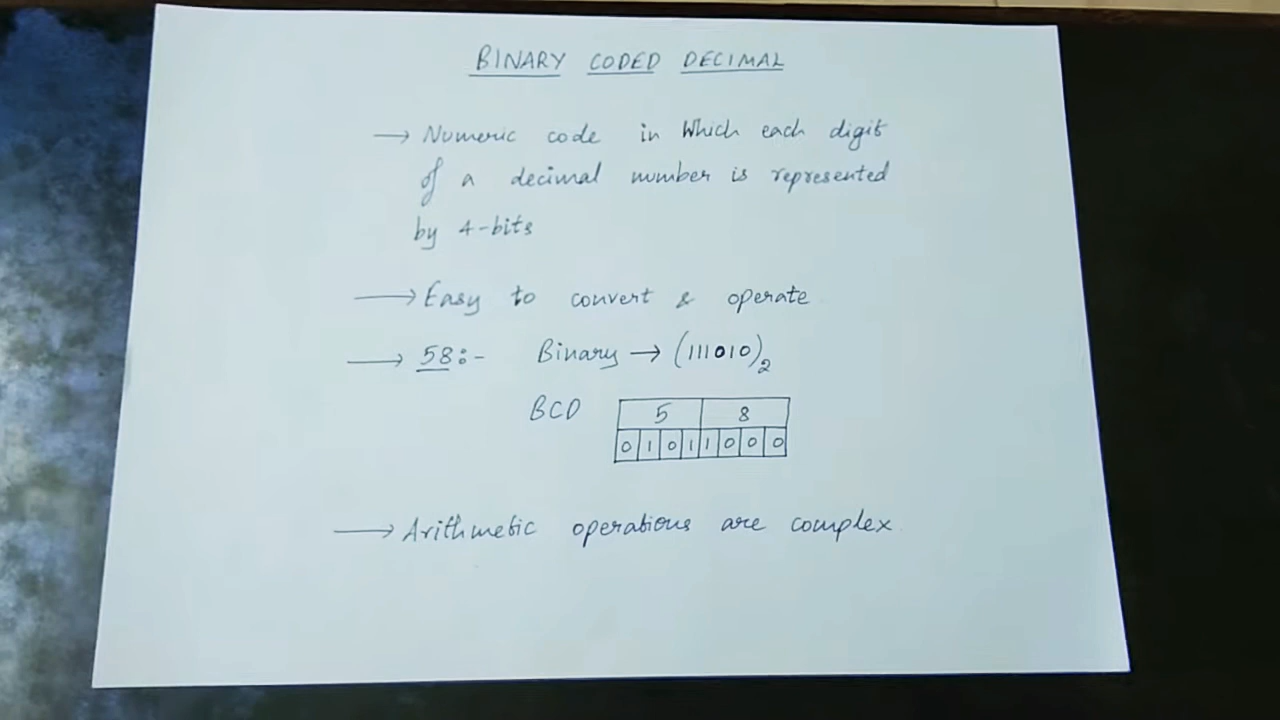 BINARY CODED DECIMAL
→ Numeric code in which each digit
of a decimal number is represented
by 4-bits
→ Easy to convert & operate
→ 58:- Binary → (111010)2
BCD 5 8
0 1 0 1 1 0 0 0
→ Arithmetic operations are complex